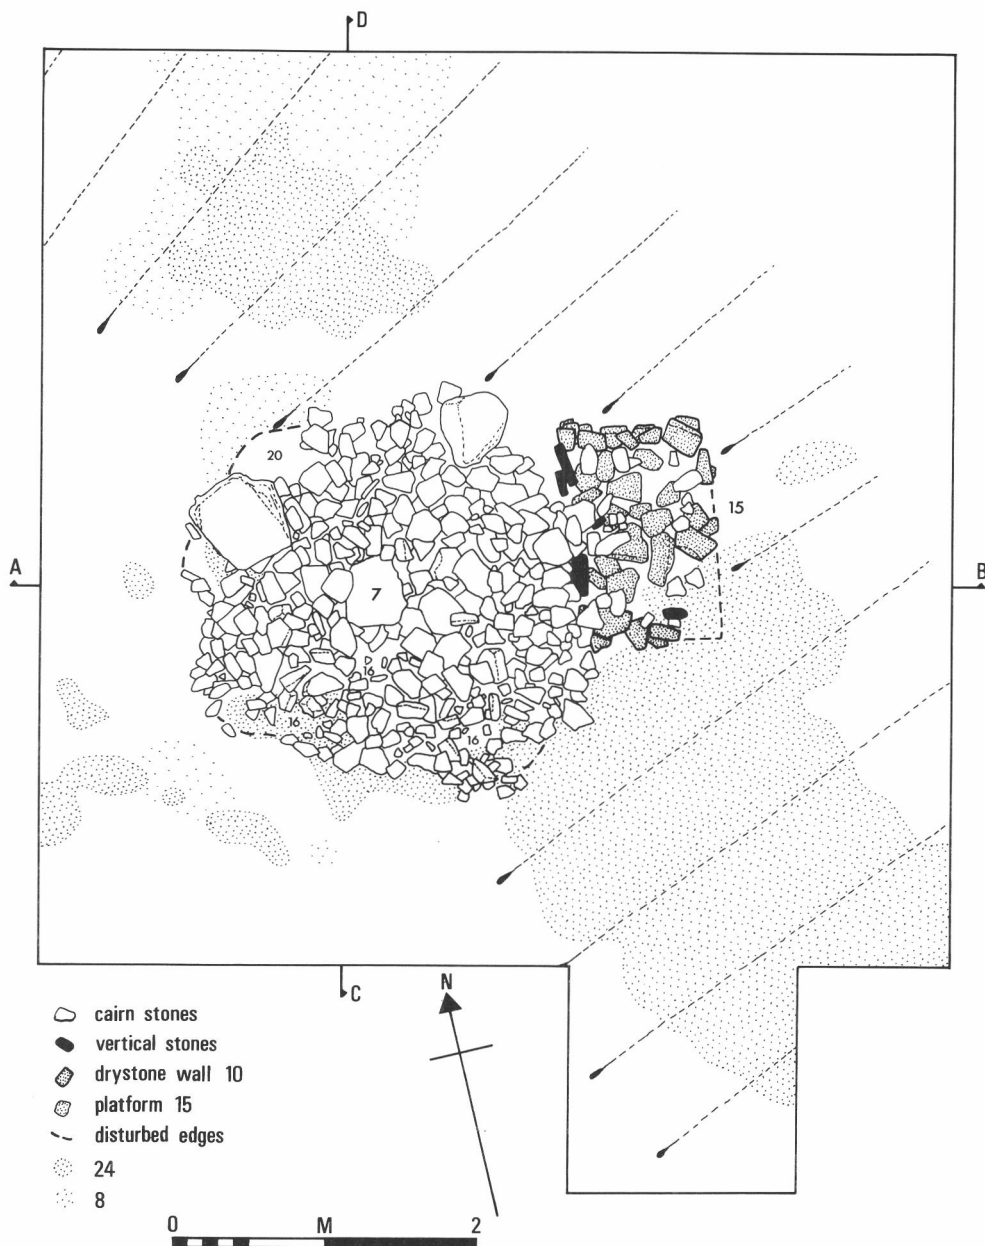 D
20
15
A
B
7
16
16
16
C
N
cairn stones
vertical stones
drystone wall 10
platform 15
disturbed edges
24
8
0 M 2